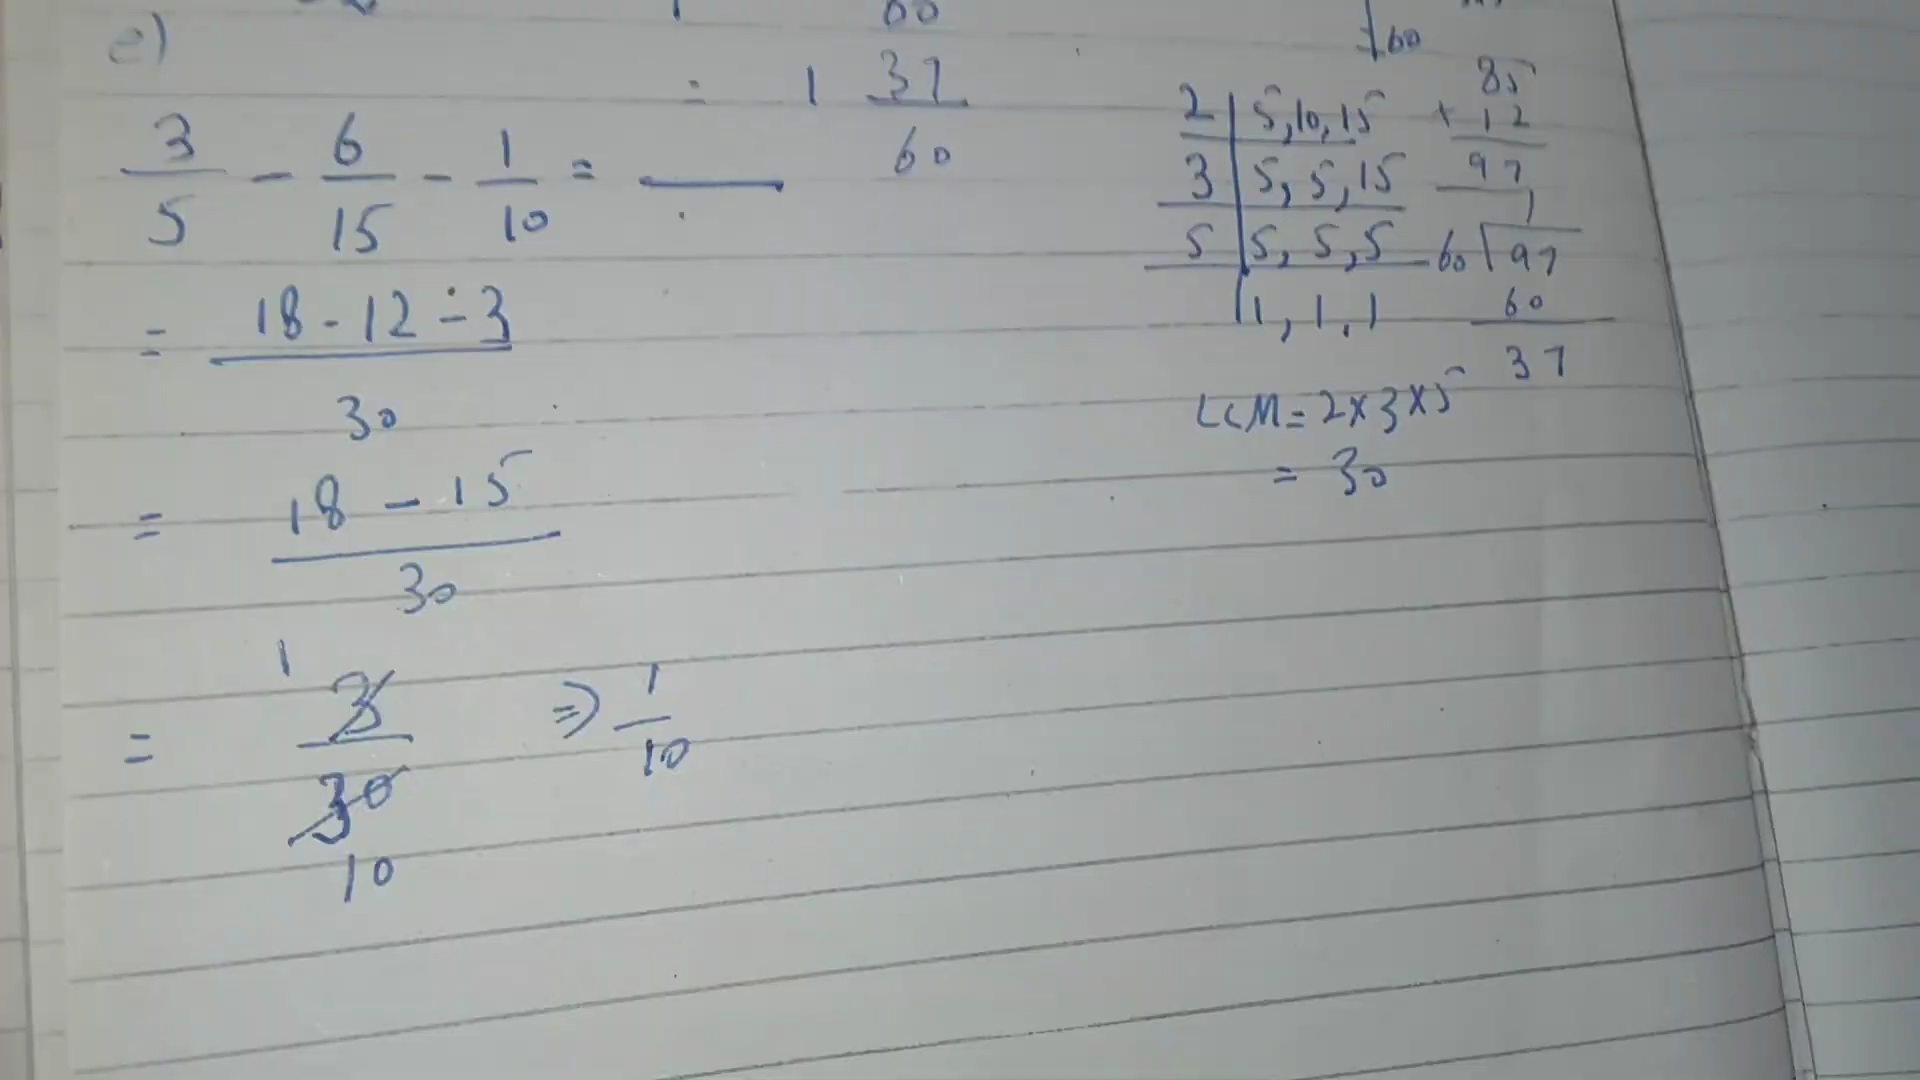 e)
= 1 37/60
3/5 - 6/15 - 1/10 =
= 18 - 12 - 3 / 30
= 18 - 15 / 30
= 3/30 ⇒ 1/10
1
10
2 | 5, 10, 15
3 | 5, 5, 15
5 | 5, 5, 5
| 1, 1, 1
LCM = 2 x 3 x 5
= 30
60
85
+ 12
97
1
60 97
60
37